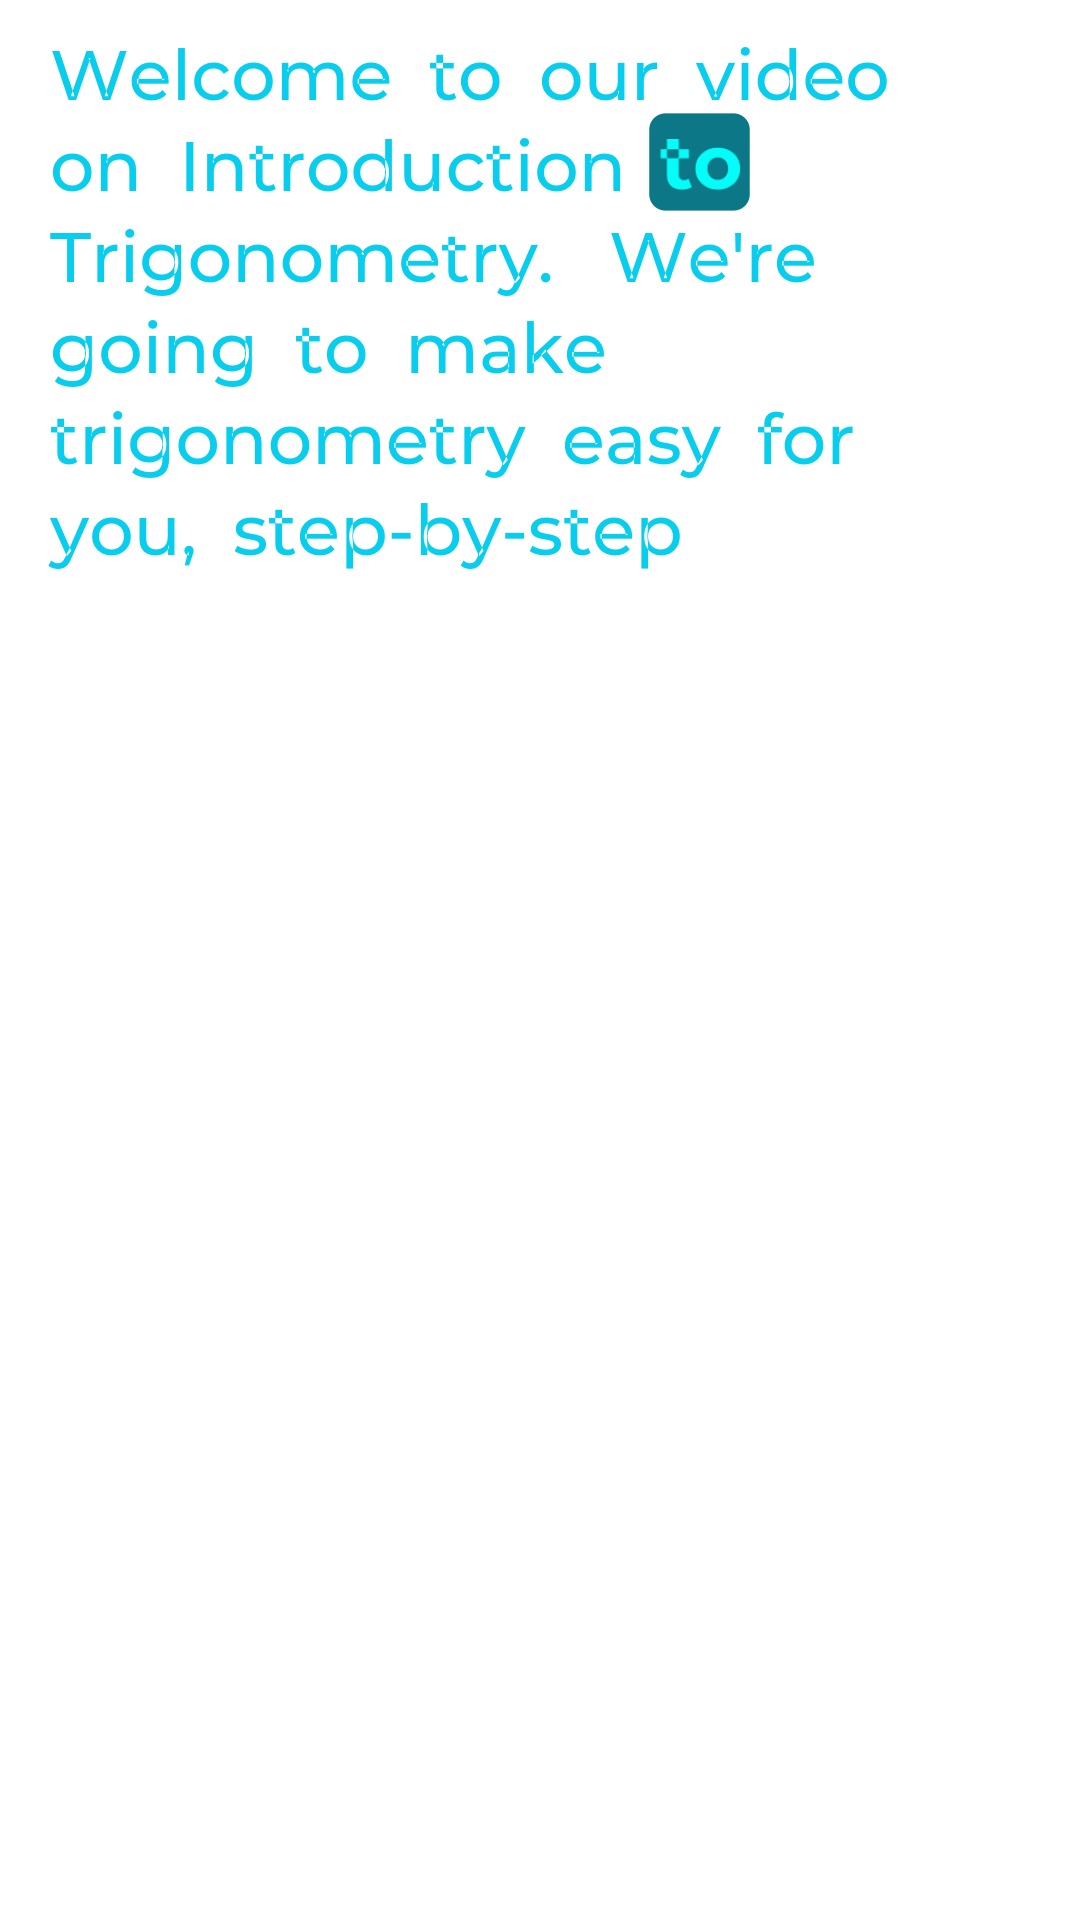 Welcome to our video
on Introduction to
Trigonometry. We're
going to make
trigonometry easy for
you, step-by-step